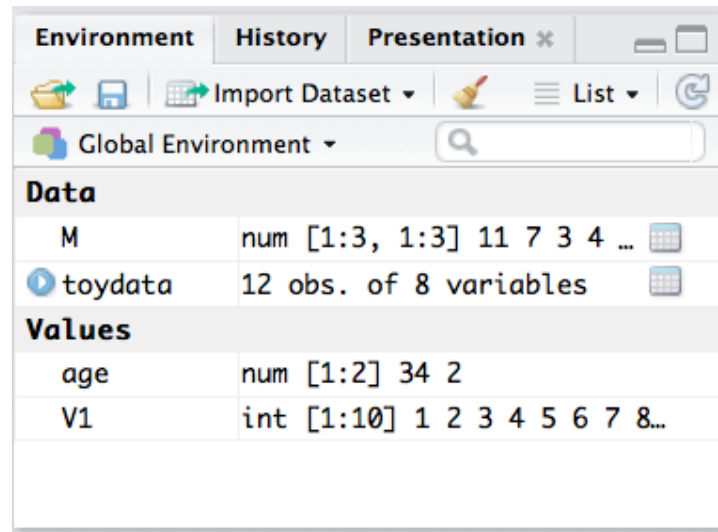 Environment History Presentation
Import Dataset List
Global Environment
Data
M num [1:3, 1:3] 11 7 3 4 …
toydata 12 obs. of 8 variables
Values
age num [1:2] 34 2
V1 int [1:10] 1 2 3 4 5 6 7 8…